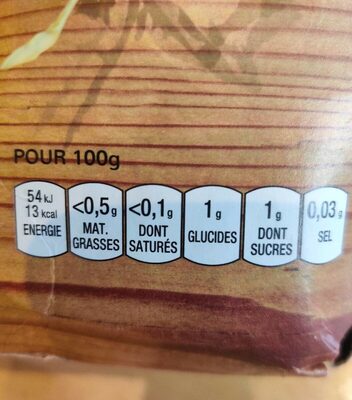 POUR 100g
54 kJ
13 kcal
ENERGIE
<0,5g
MAT.
GRASSES
<0,1g
DONT
SATURÉS
1g
GLUCIDES
1g
DONT
SUCRES
0,03g
SEL